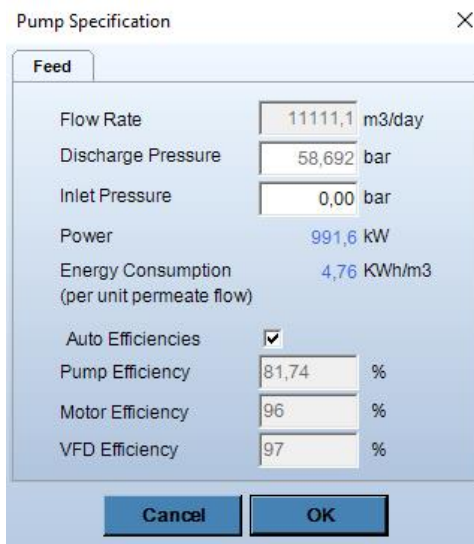 Pump Specification
Feed
Flow Rate 11111,1 m3/day
Discharge Pressure 58,692 bar
Inlet Pressure 0,00 bar
Power 991,6 kW
Energy Consumption 4,76 KWh/m3
(per unit permeate flow)
Auto Efficiencies
Pump Efficiency 81,74 %
Motor Efficiency 96 %
VFD Efficiency 97 %
Cancel OK